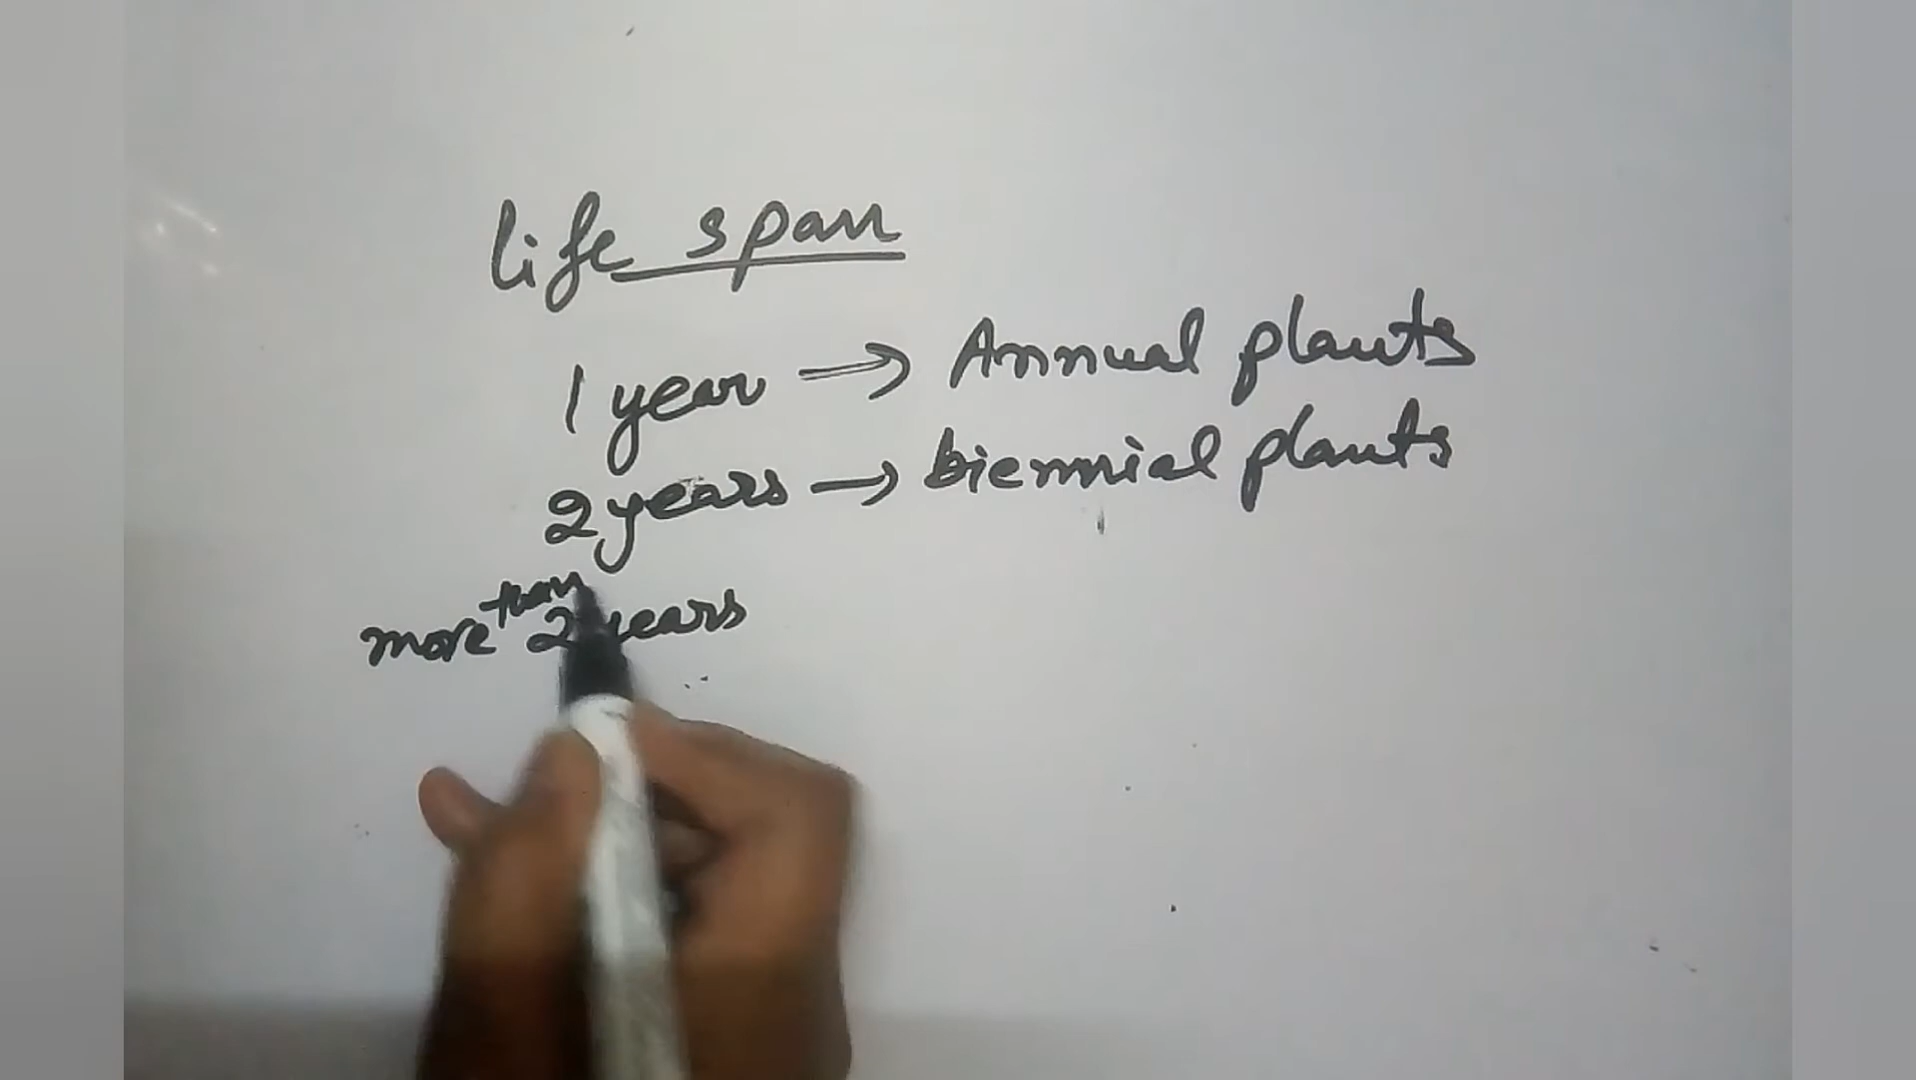 life span
1 year → Annual plants
2 years → biennial plants
more than 2 years